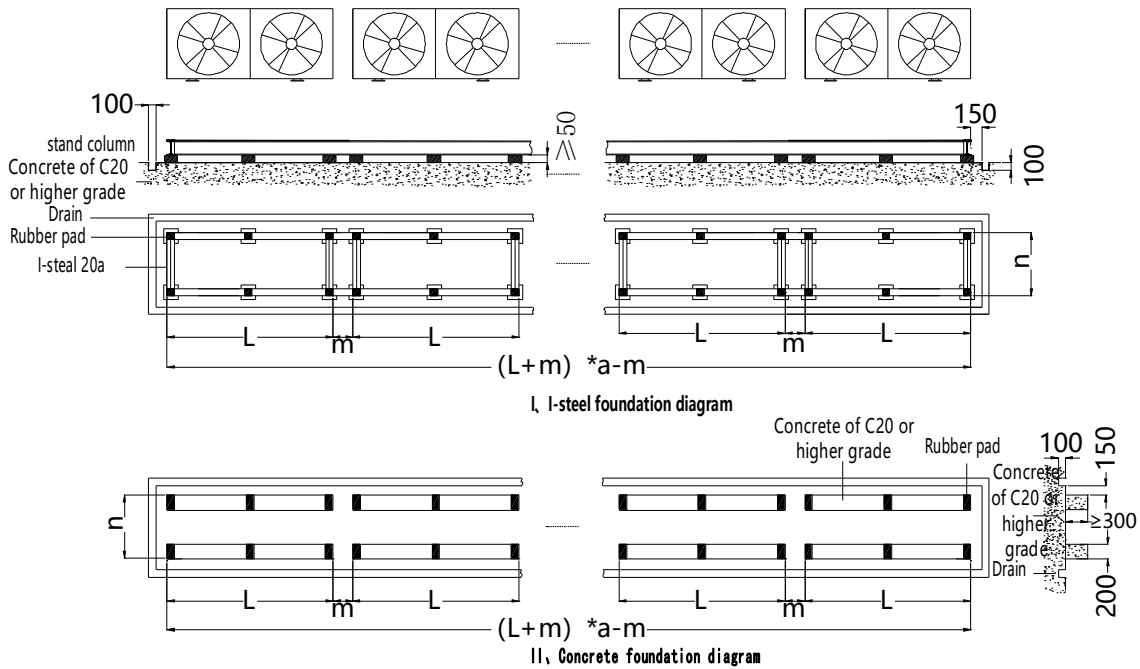 100
stand column
Concrete of C20
or higher grade
Drain
Rubber pad
I-steal 20a
≥50
150
100
n
L
m
L
L
m
L
(L+m) *a-m
I、I-steel foundation diagram
Concrete of C20 or
higher grade
Rubber pad
Concrete
of C20 or
higher
grade
Drain
100
150
≥300
200
n
L
m
L
L
m
L
(L+m) *a-m
II、Concrete foundation diagram